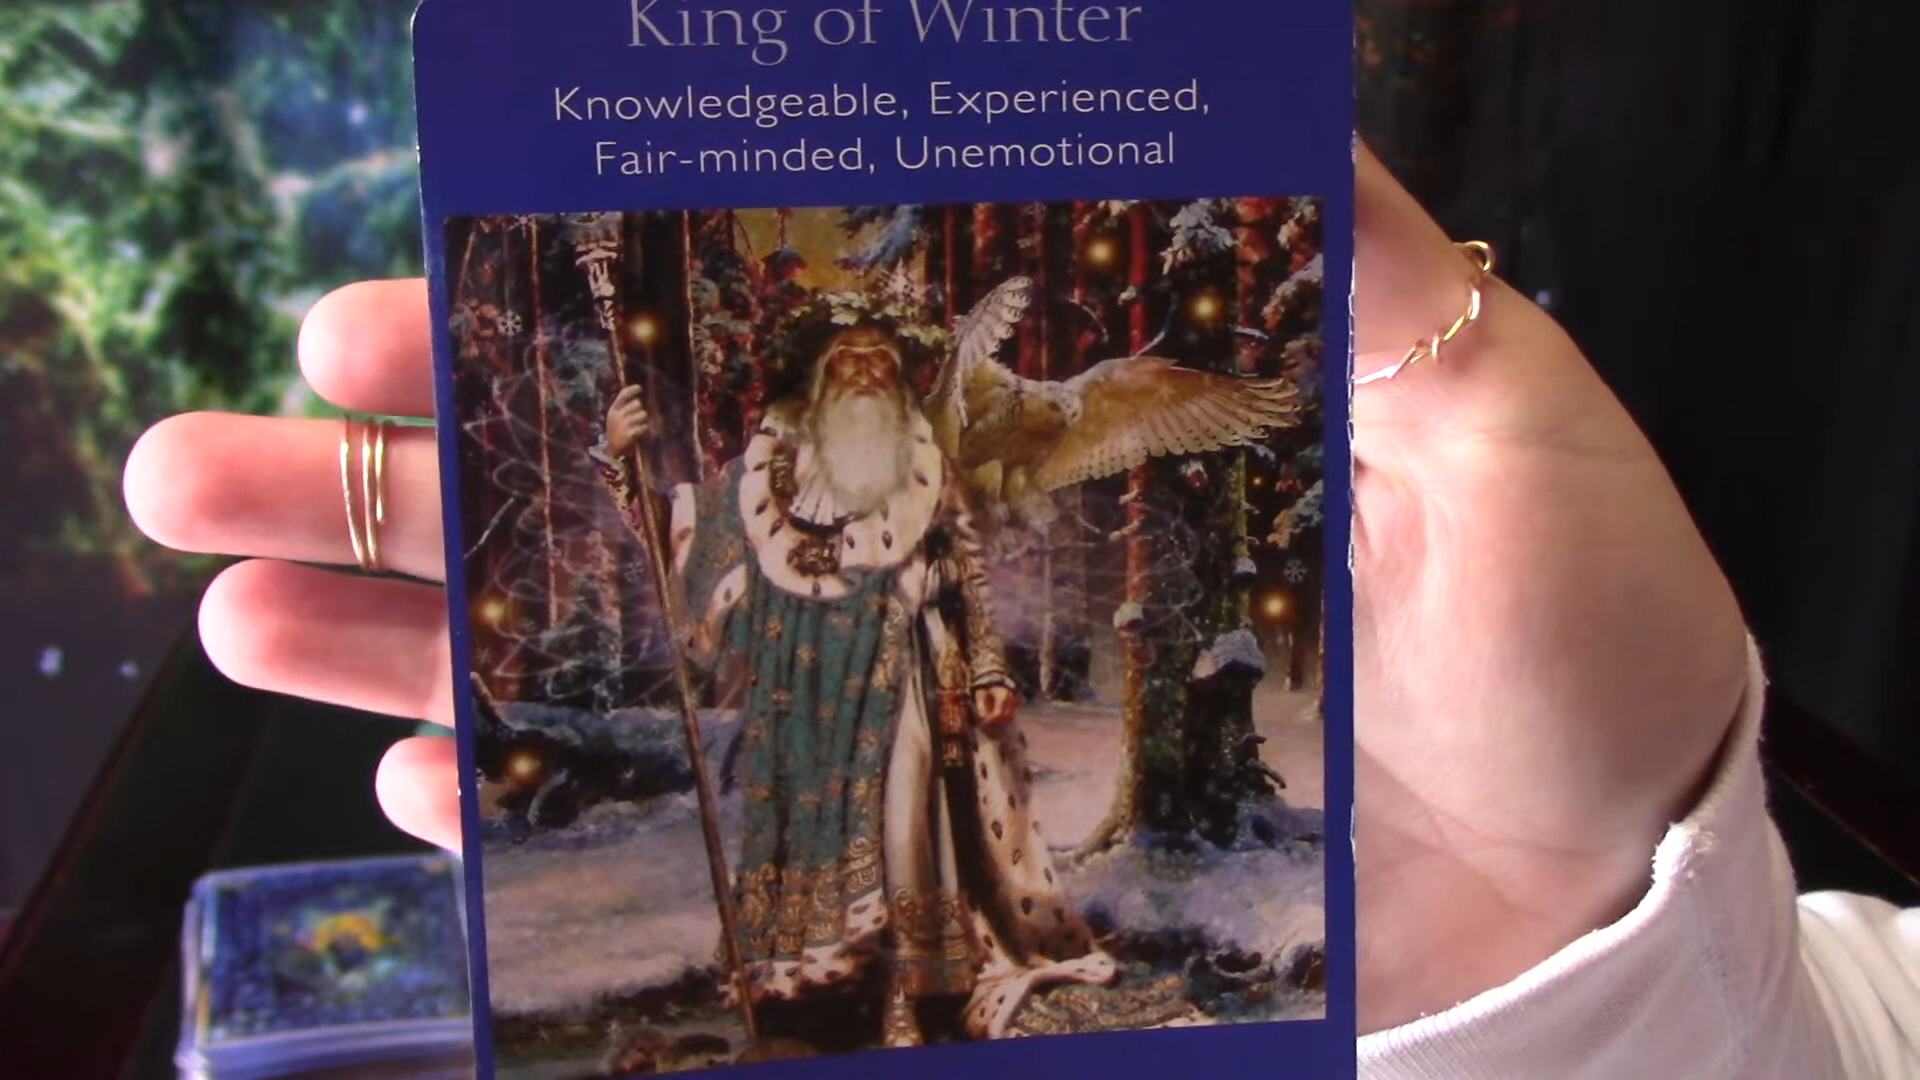 King of Winter
Knowledgeable, Experienced,
Fair-minded, Unemotional